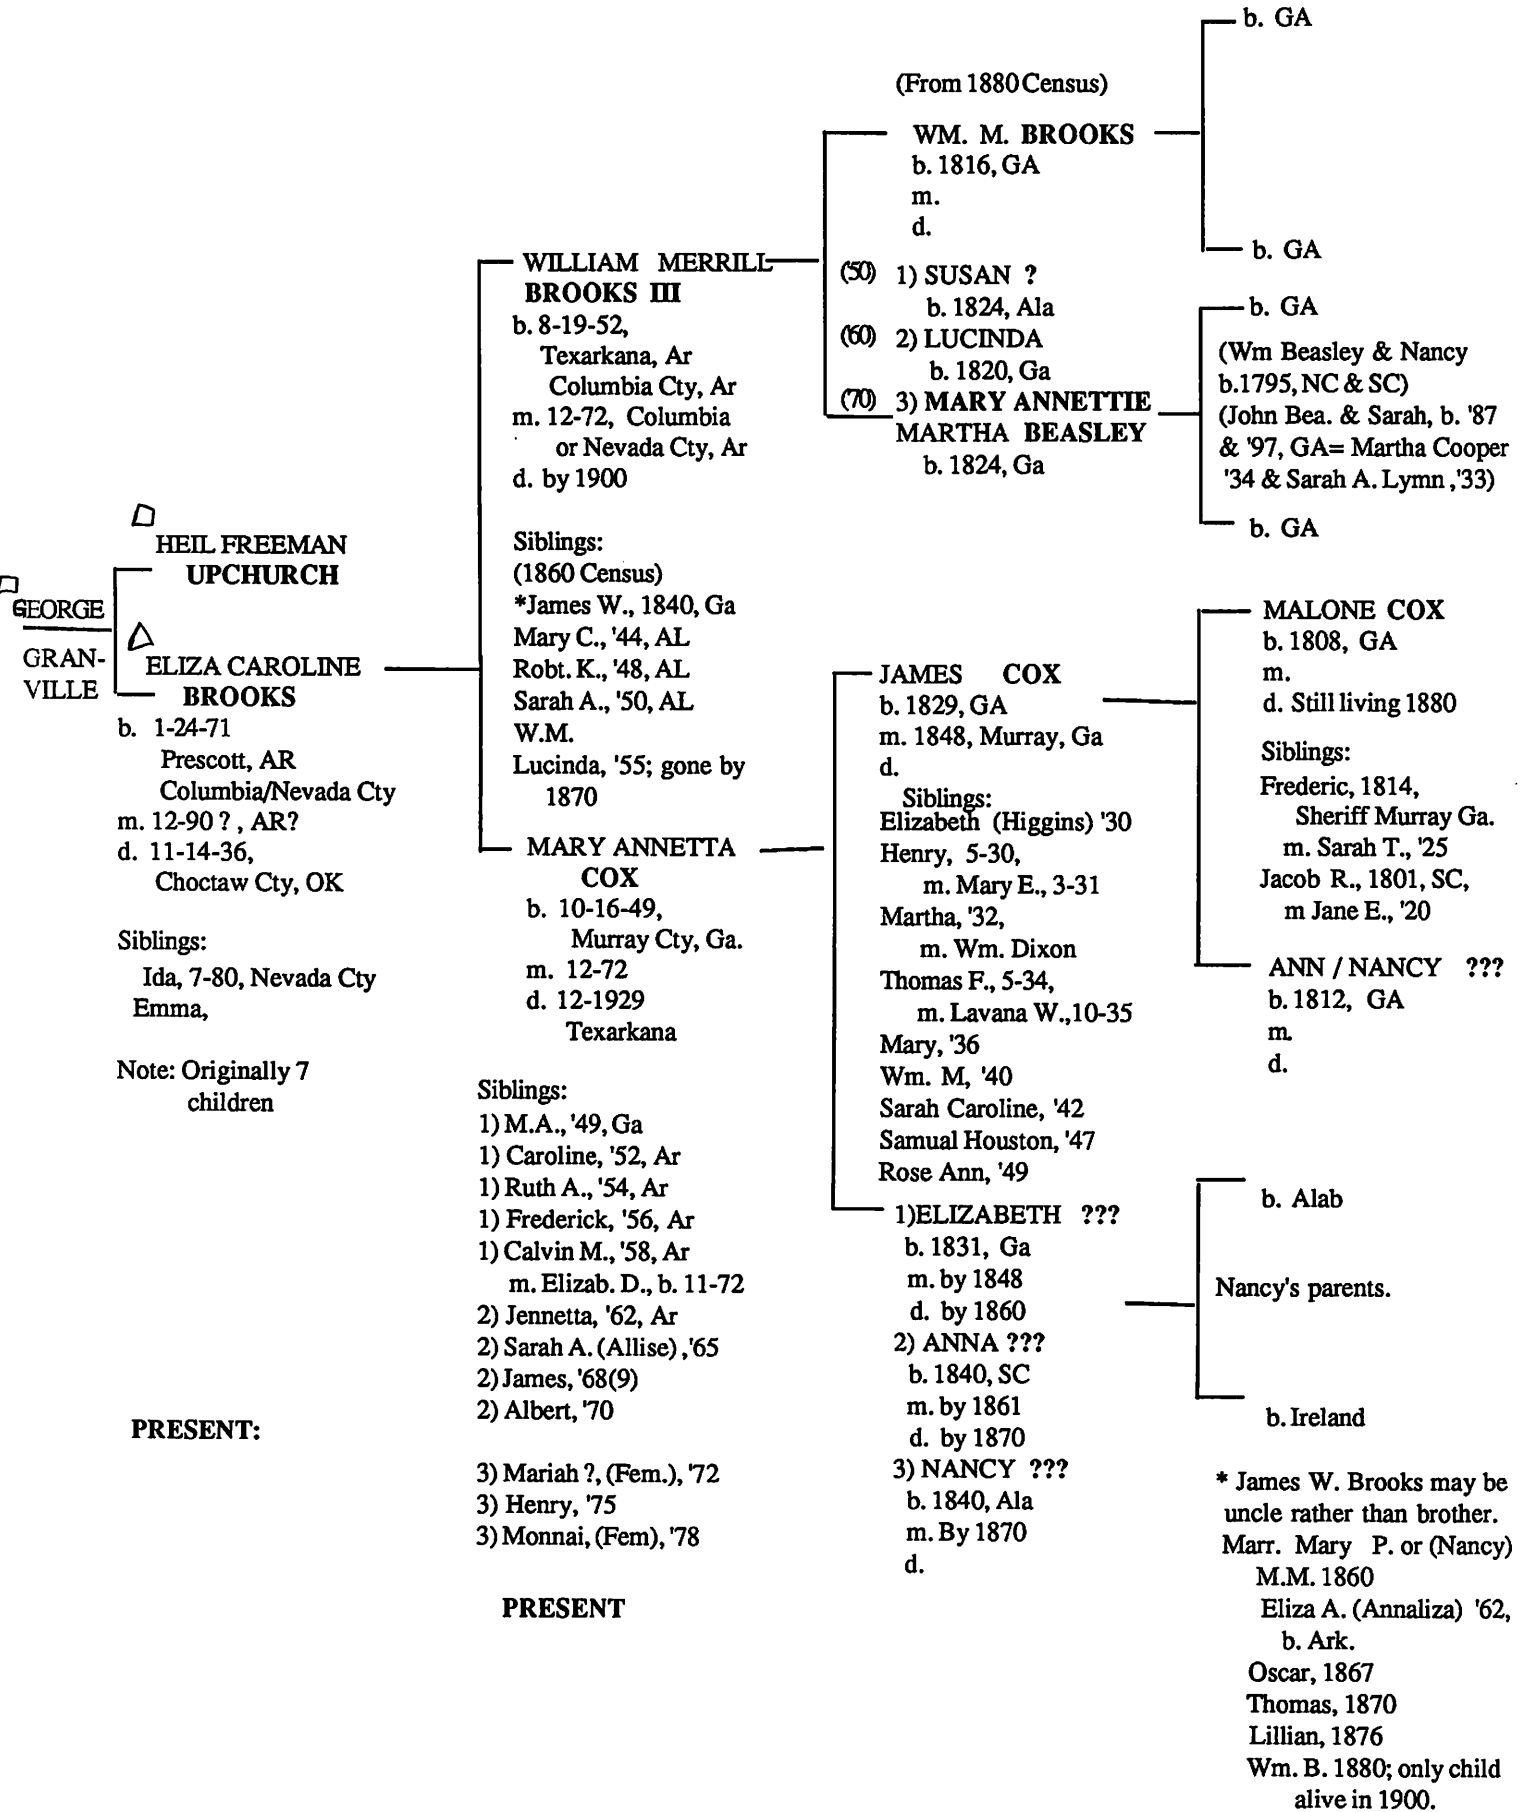 GEORGE
GRAN-
VILLE
HEIL FREEMAN
UPCHURCH
ELIZA CAROLINE
BROOKS
b. 1-24-71
Prescott, AR
Columbia/Nevada Cty
m. 12-90 ? , AR?
d. 11-14-36,
Choctaw Cty, OK
Siblings:
Ida, 7-80, Nevada Cty
Emma,
Note: Originally 7
children
PRESENT:
WILLIAM MERRILL
BROOKS III
b. 8-19-52,
Texarkana, Ar
Columbia Cty, Ar
m. 12-72, Columbia
or Nevada Cty, Ar
d. by 1900
Siblings:
(1860 Census)
*James W., 1840, Ga
Mary C., '44, AL
Robt. K., '48, AL
Sarah A., '50, AL
W.M.
Lucinda, '55; gone by
1870
MARY ANNETTA
COX
b. 10-16-49,
Murray Cty, Ga.
m. 12-72
d. 12-1929
Texarkana
Siblings:
1) M.A., '49, Ga
1) Caroline, '52, Ar
1) Ruth A., '54, Ar
1) Frederick, '56, Ar
1) Calvin M., '58, Ar
m. Elizab. D., b. 11-72
2) Jennetta, '62, Ar
2) Sarah A. (Allise) ,'65
2) James, '68(9)
2) Albert, '70
3) Mariah ?, (Fem.), '72
3) Henry, '75
3) Monnai, (Fem), '78
PRESENT
(From 1880 Census)
WM. M. BROOKS
b. 1816, GA
m.
d.
(50) 1) SUSAN ?
b. 1824, Ala
(60) 2) LUCINDA
b. 1820, Ga
(70) 3) MARY ANNETTIE
MARTHA BEASLEY
b. 1824, Ga
JAMES COX
b. 1829, GA
m. 1848, Murray, Ga
d.
Siblings:
Elizabeth (Higgins) '30
Henry, 5-30,
m. Mary E., 3-31
Martha, '32,
m. Wm. Dixon
Thomas F., 5-34,
m. Lavana W.,10-35
Mary, '36
Wm. M, '40
Sarah Caroline, '42
Samual Houston, '47
Rose Ann, '49
1)ELIZABETH ???
b. 1831, Ga
m. by 1848
d. by 1860
2) ANNA ???
b. 1840, SC
m. by 1861
d. by 1870
3) NANCY ???
b. 1840, Ala
m. By 1870
d.
b. GA
b. GA
b. GA
(Wm Beasley & Nancy
b.1795, NC & SC)
(John Bea. & Sarah, b. '87
& '97, GA= Martha Cooper
'34 & Sarah A. Lymn ,'33)
b. GA
MALONE COX
b. 1808, GA
m.
d. Still living 1880
Siblings:
Frederic, 1814,
Sheriff Murray Ga.
m. Sarah T., '25
Jacob R., 1801, SC,
m Jane E., '20
ANN / NANCY ???
b. 1812, GA
m.
d.
b. Alab
Nancy's parents.
b. Ireland
* James W. Brooks may be
uncle rather than brother.
Marr. Mary P. or (Nancy)
M.M. 1860
Eliza A. (Annaliza) '62,
b. Ark.
Oscar, 1867
Thomas, 1870
Lillian, 1876
Wm. B. 1880; only child
alive in 1900.